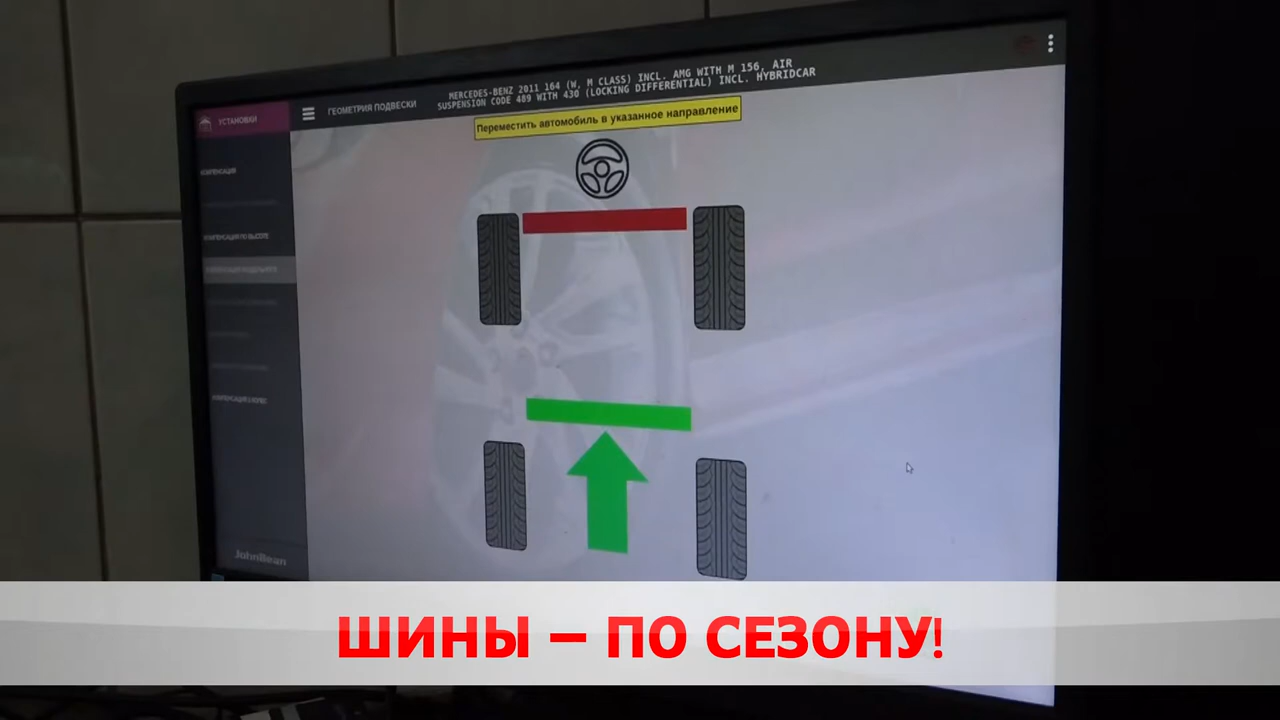 MERCEDES-BENZ 2011 164 (W, M CLASS) INCL. AMG WITH M 156, AIR
SUSPENSION CODE 489 WITH 430 (LOCKING DIFFERENTIAL) INCL. HYBRIDCAR
УСТАНОВКИ
ГЕОМЕТРИЯ ПОДВЕСКИ
Переместить автомобиль в указанное направление
КОМПЕНСАЦИЯ
КОМПЕНСАЦИЯ ПО ВЫСОТЕ
JohnBean
ШИНЫ – ПО СЕЗОНУ!